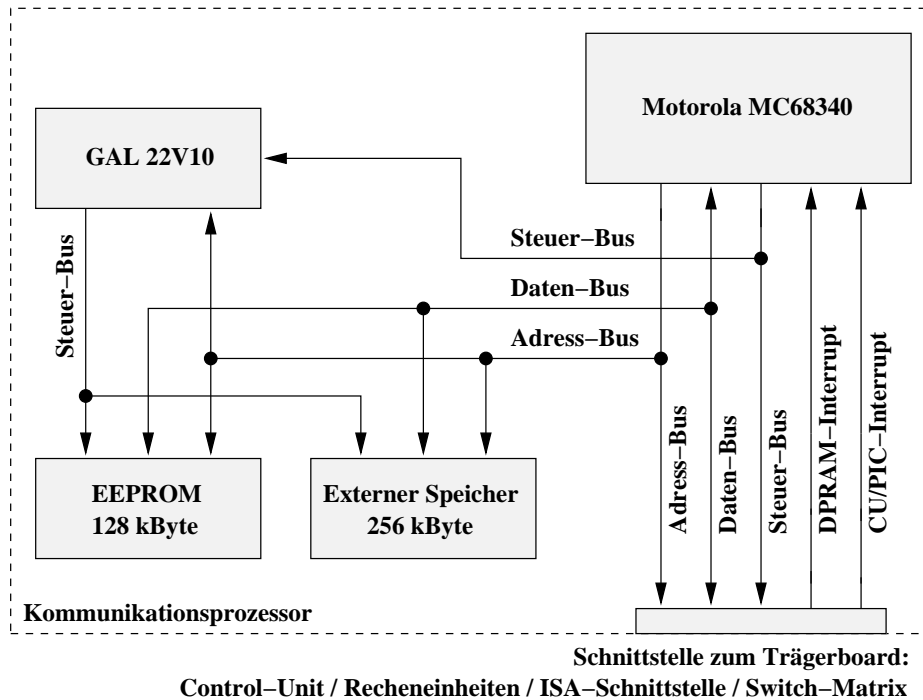 Motorola MC68340
GAL 22V10
Steuer−Bus
Steuer−Bus
Daten−Bus
Adress−Bus
Adress−Bus
Daten−Bus
Steuer−Bus
DPRAM−Interrupt
CU/PIC−Interrupt
EEPROM
128 kByte
Externer Speicher
256 kByte
Kommunikationsprozessor
Schnittstelle zum Trägerboard:
Control−Unit / Recheneinheiten / ISA−Schnittstelle / Switch−Matrix